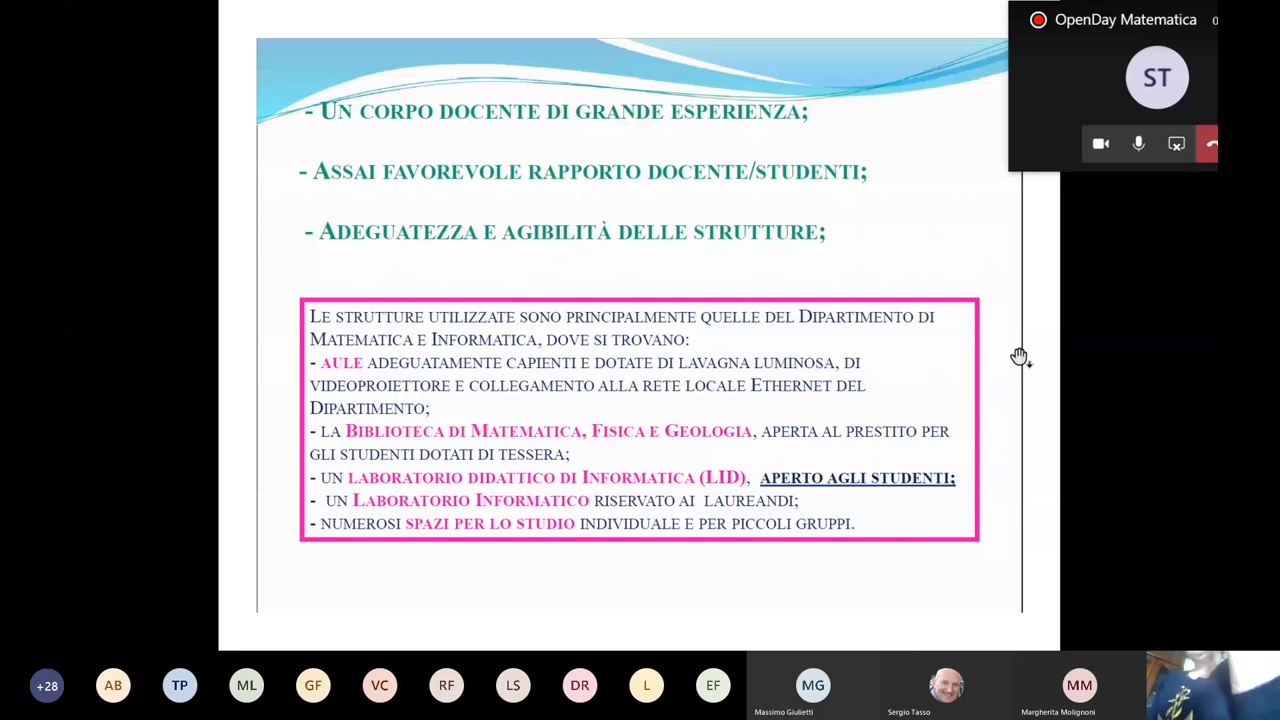 OpenDay Matematica
ST
- UN CORPO DOCENTE DI GRANDE ESPERIENZA;
- ASSAI FAVOREVOLE RAPPORTO DOCENTE/STUDENTI;
- ADEGUATEZZA E AGIBILITÀ DELLE STRUTTURE;
LE STRUTTURE UTILIZZATE SONO PRINCIPALMENTE QUELLE DEL DIPARTIMENTO DI
MATEMATICA E INFORMATICA, DOVE SI TROVANO:
- AULE ADEGUATAMENTE CAPIENTI E DOTATE DI LAVAGNA LUMINOSA, DI
VIDEOPROIETTORE E COLLEGAMENTO ALLA RETE LOCALE ETHERNET DEL
DIPARTIMENTO;
- LA BIBLIOTECA DI MATEMATICA, FISICA E GEOLOGIA, APERTA AL PRESTITO PER
GLI STUDENTI DOTATI DI TESSERA;
- UN LABORATORIO DIDATTICO DI INFORMATICA (LID), APERTO AGLI STUDENTI;
- UN LABORATORIO INFORMATICO RISERVATO AI LAUREANDI;
- NUMEROSI SPAZI PER LO STUDIO INDIVIDUALE E PER PICCOLI GRUPPI.
+28 AB TP ML GF VC RF LS DR L EF MG MM
Massimo Giulietti Sergio Tasso Margherita Molignoni